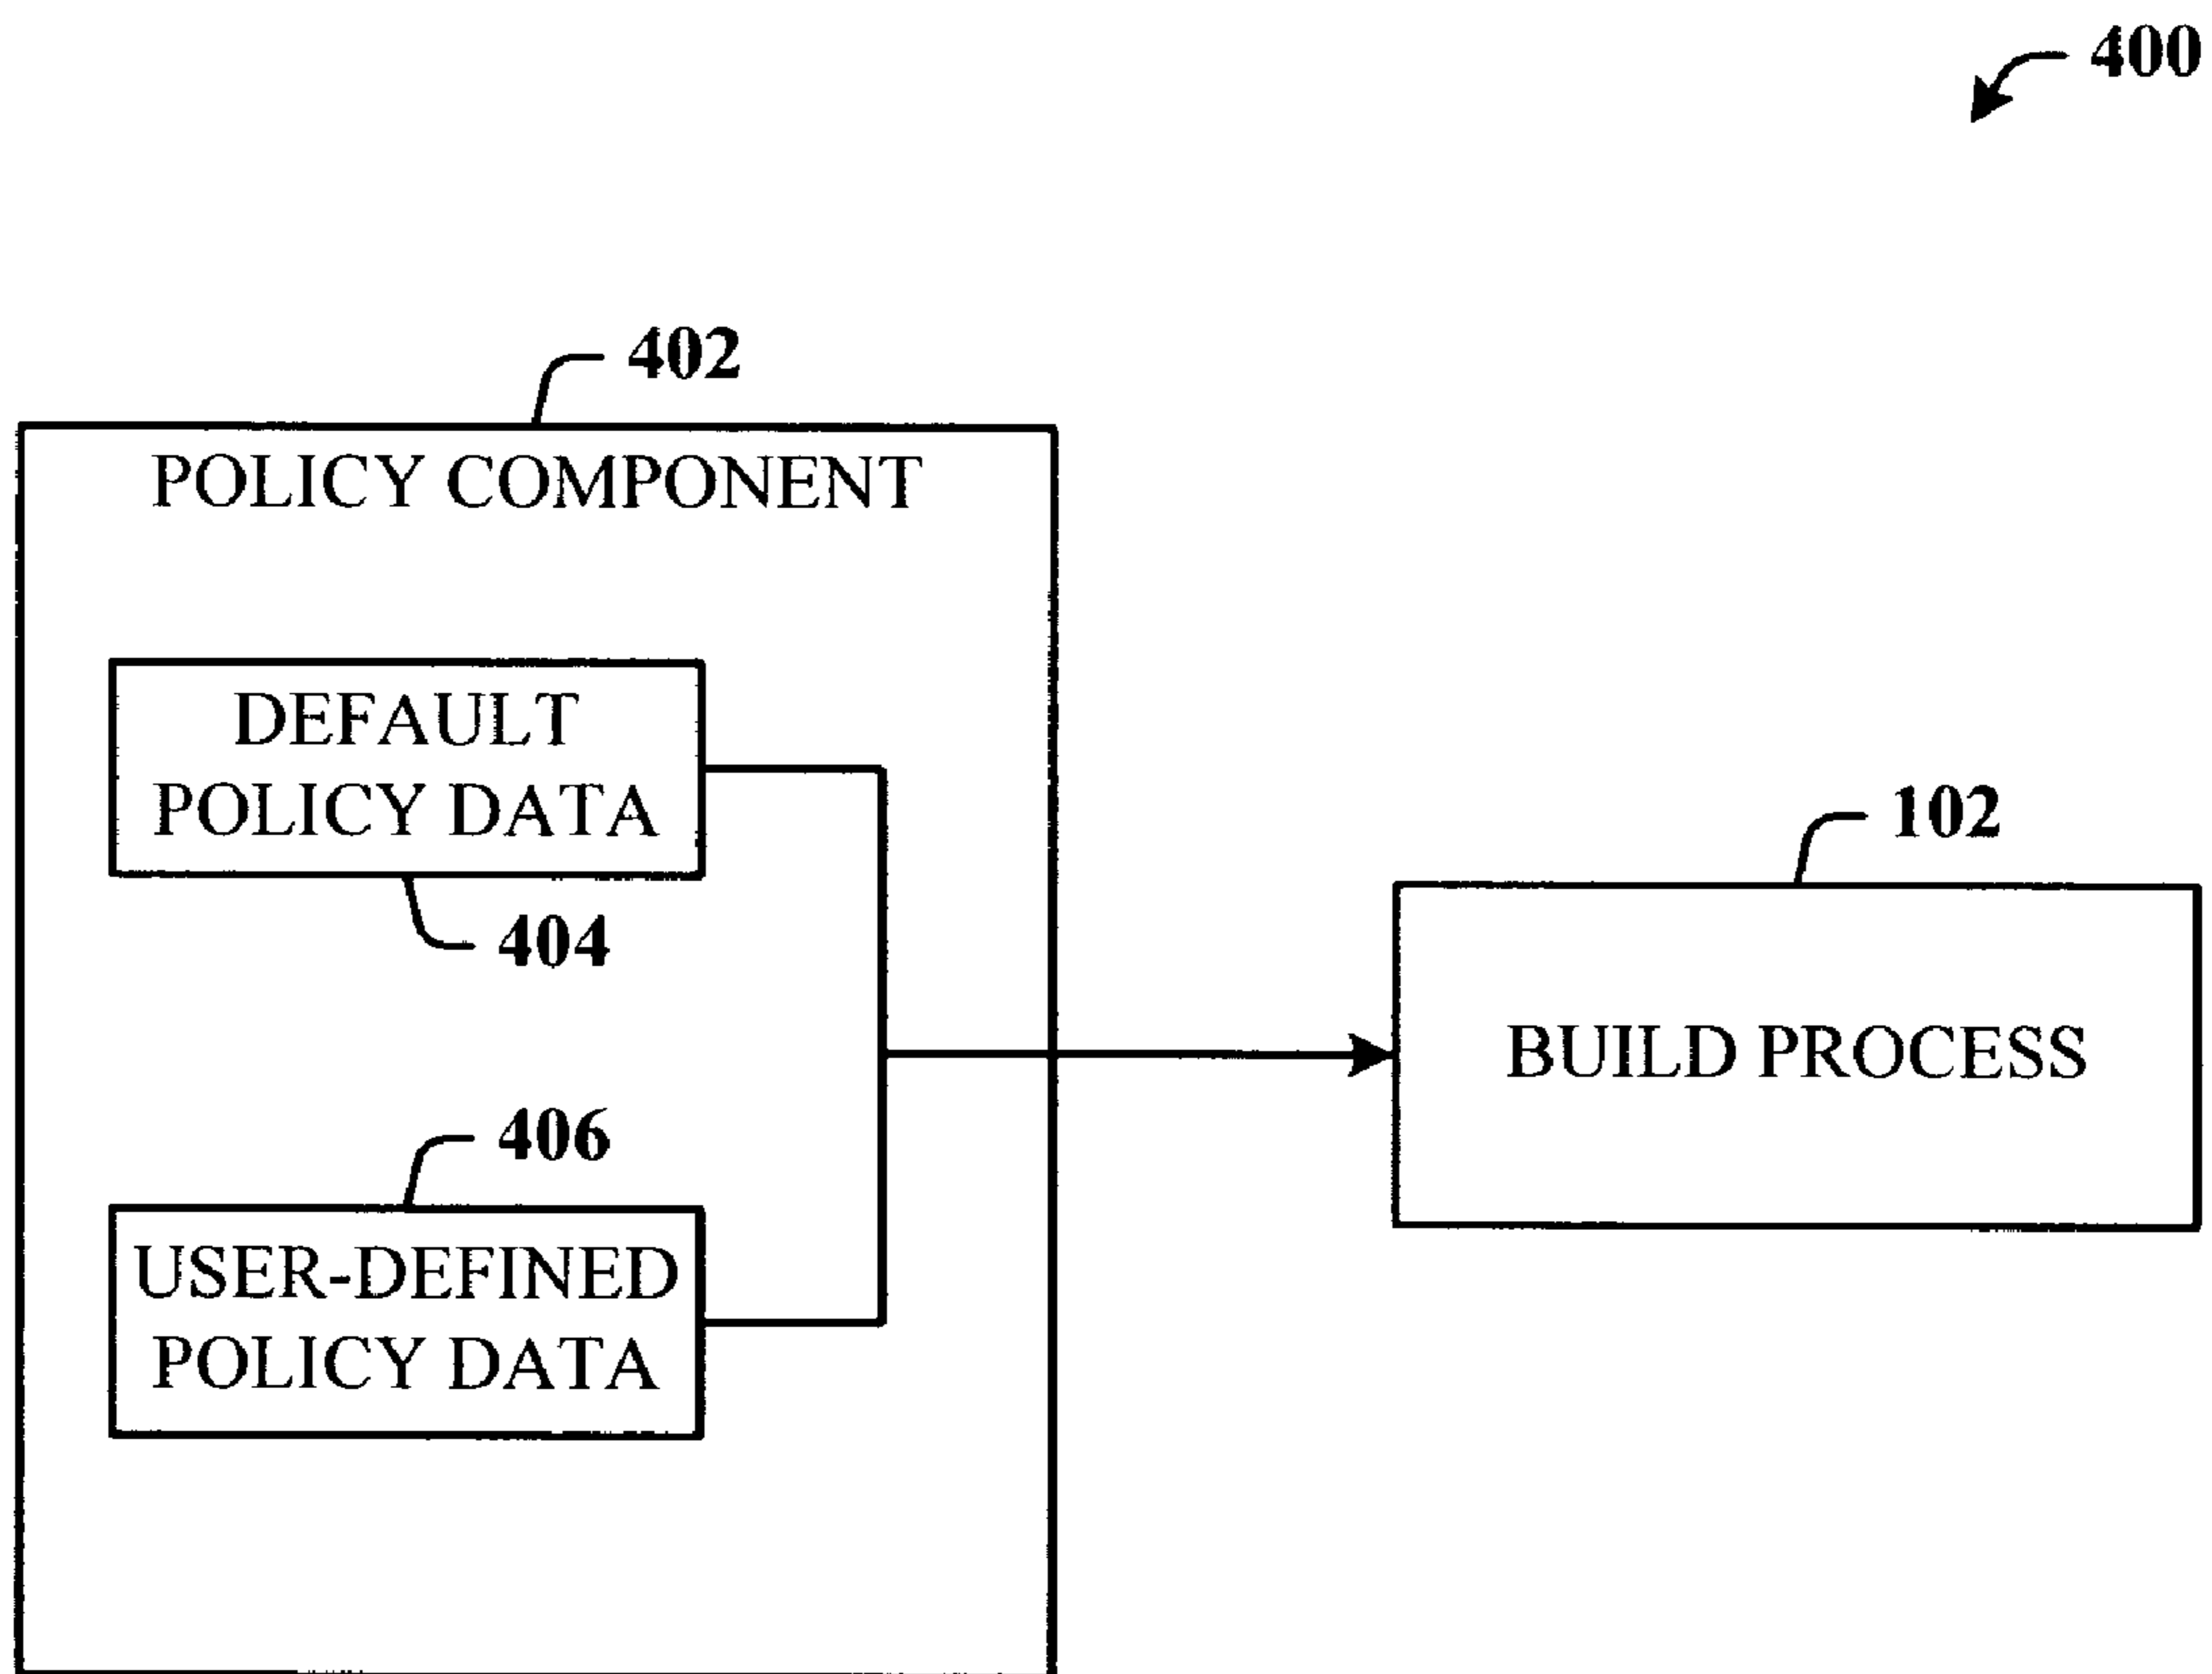 400
402
POLICY COMPONENT
DEFAULT
POLICY DATA
404
406
USER-DEFINED
POLICY DATA
102
BUILD PROCESS